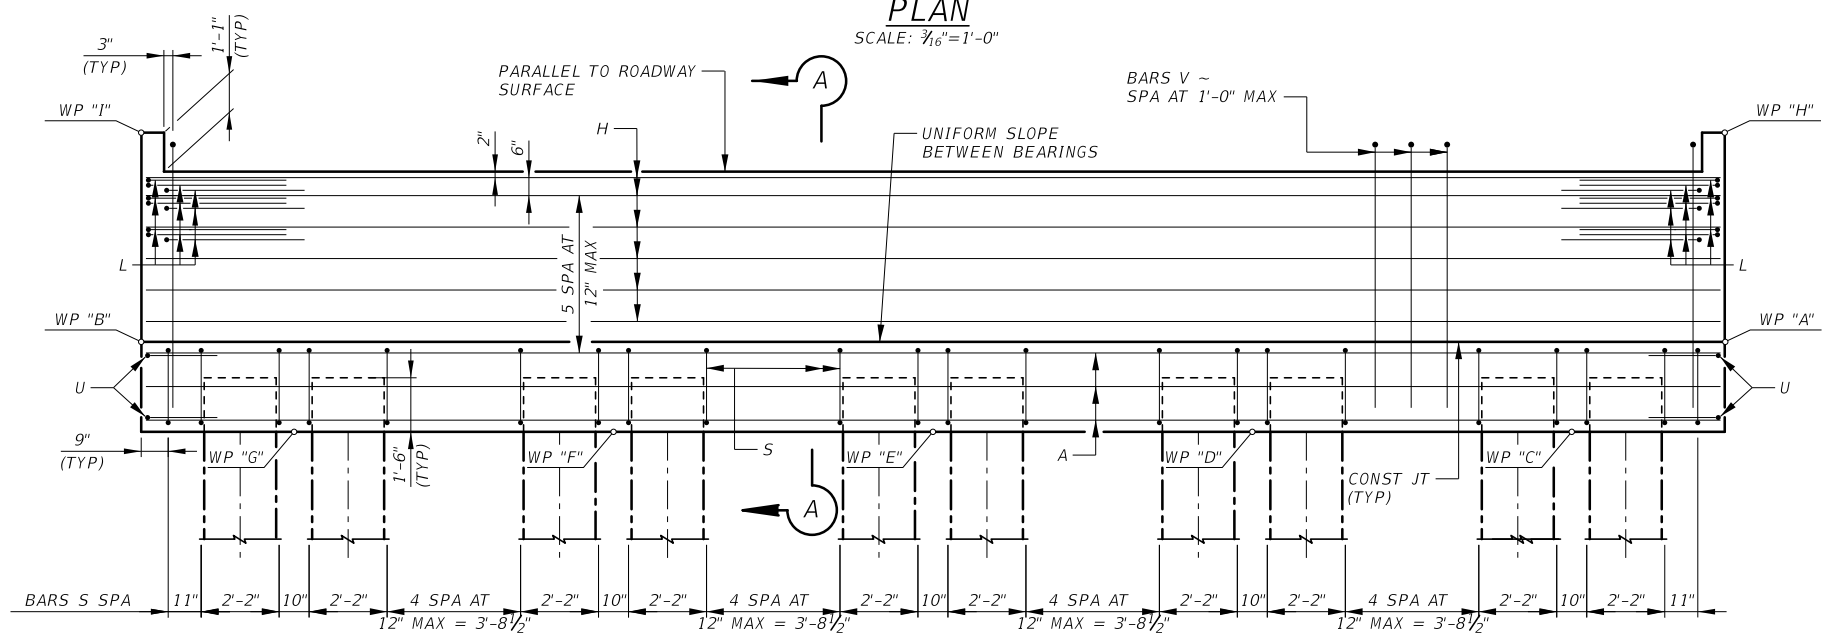 PLAN
SCALE: 3/16"=1'-0"
3"
(TYP)
1'-1"
(TYP)
PARALLEL TO ROADWAY
SURFACE
A
BARS V ~
SPA AT 1'-0" MAX
WP "I"
WP "H"
H
2"
6"
UNIFORM SLOPE
BETWEEN BEARINGS
5 SPA AT
12" MAX
L
L
WP "B"
WP "A"
U
U
9"
(TYP)
WP "G"
1'-6"
(TYP)
WP "F"
S
WP "E"
A
WP "D"
CONST JT
(TYP)
WP "C"
A
BARS S SPA
11"
2'-2"
10"
2'-2"
4 SPA AT
12" MAX = 3'-8 1/2"
2'-2"
10"
2'-2"
4 SPA AT
12" MAX = 3'-8 1/2"
2'-2"
10"
2'-2"
4 SPA AT
12" MAX = 3'-8 1/2"
2'-2"
10"
2'-2"
4 SPA AT
12" MAX = 3'-8 1/2"
2'-2"
10"
2'-2"
11"